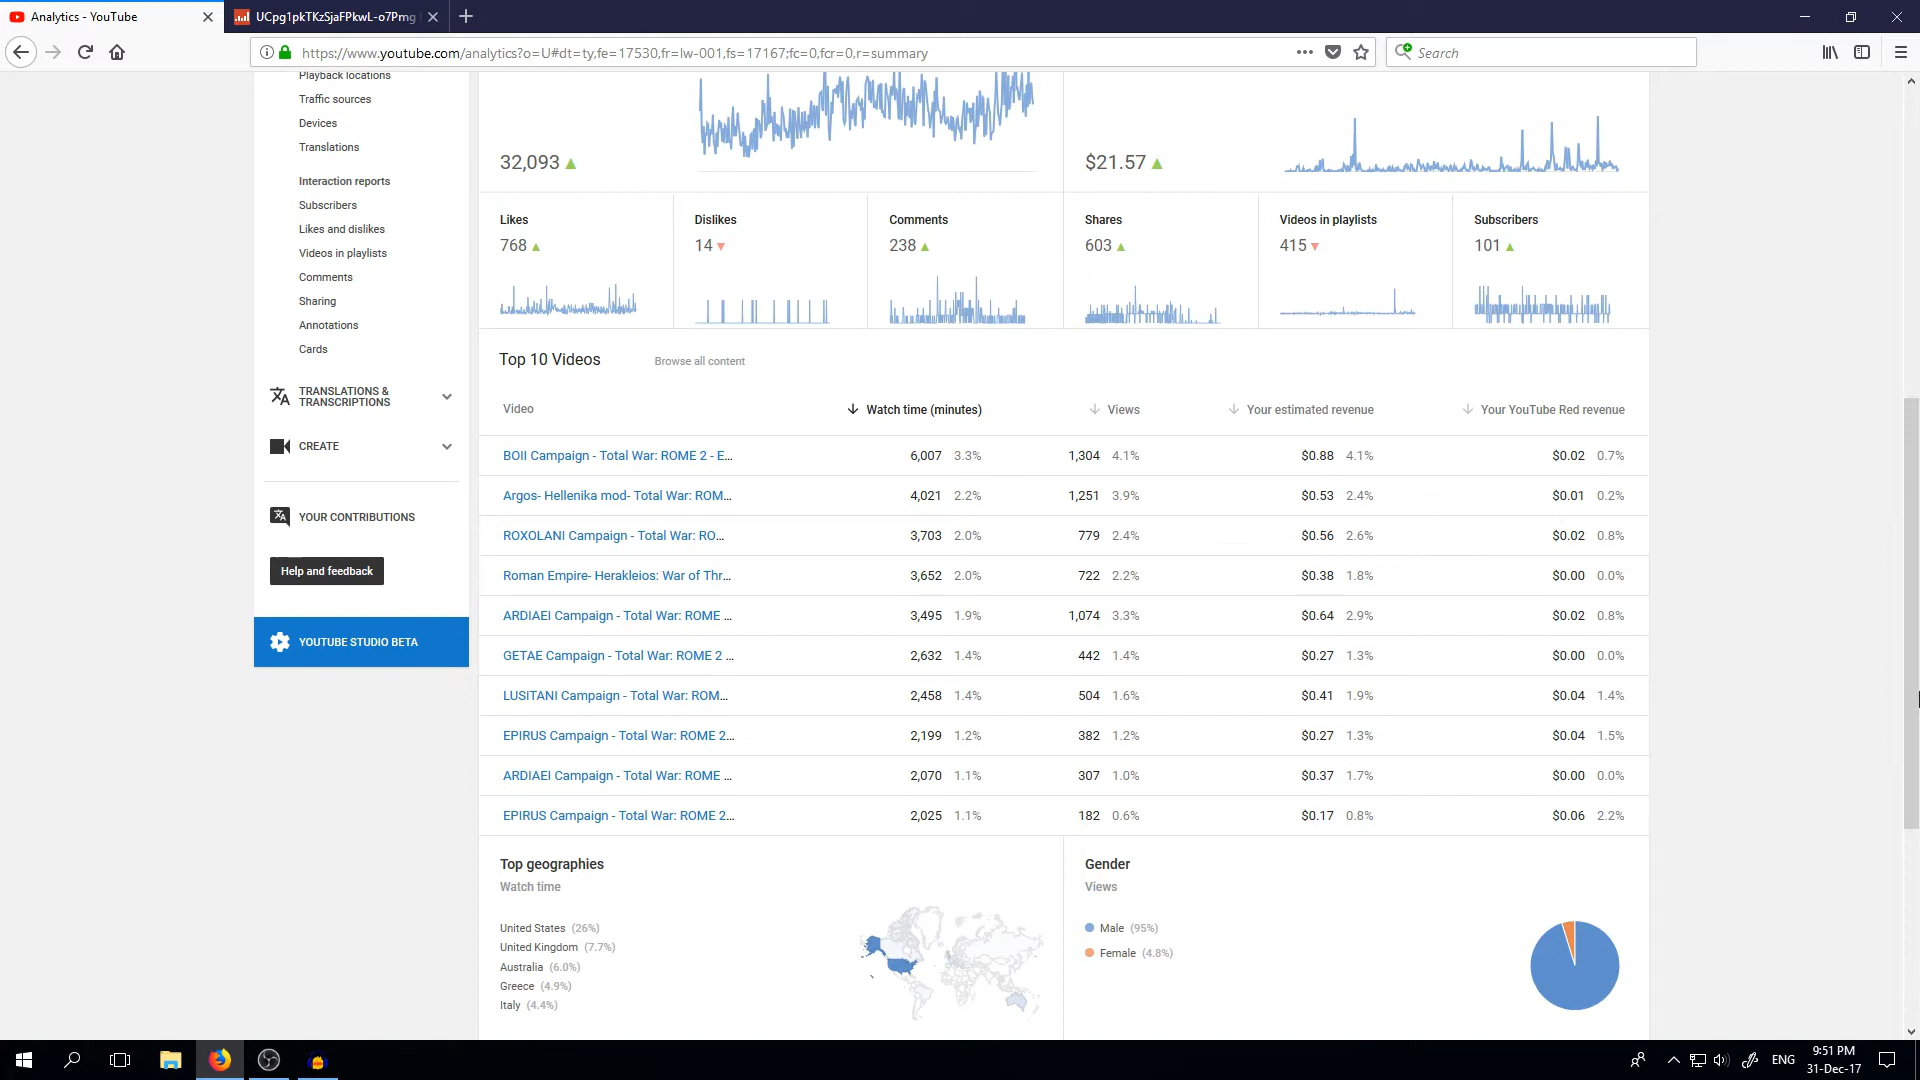 Analytics - YouTube
UCpg1pkTKzSjaFPkwL-o7Pmg
https://www.youtube.com/analytics?o=U#dt=ty,fe=17530,fr=lw-001,fs=17167;fc=0,fcr=0,r=summary
Search
Playback locations
Traffic sources
Devices
Translations
Interaction reports
Subscribers
Likes and dislikes
Videos in playlists
Comments
Sharing
Annotations
Cards
TRANSLATIONS &
TRANSCRIPTIONS
CREATE
YOUR CONTRIBUTIONS
Help and feedback
YOUTUBE STUDIO BETA
32,093
$21.57
Likes
768
Dislikes
14
Comments
238
Shares
603
Videos in playlists
415
Subscribers
101
Top 10 Videos Browse all content
Video Watch time (minutes) Views Your estimated revenue Your YouTube Red revenue
BOII Campaign - Total War: ROME 2 - E... 6,007 3.3% 1,304 4.1% $0.88 4.1% $0.02 0.7%
Argos- Hellenika mod- Total War: ROM... 4,021 2.2% 1,251 3.9% $0.53 2.4% $0.01 0.2%
ROXOLANI Campaign - Total War: RO... 3,703 2.0% 779 2.4% $0.56 2.6% $0.02 0.8%
Roman Empire- Herakleios: War of Thr... 3,652 2.0% 722 2.2% $0.38 1.8% $0.00 0.0%
ARDIAEI Campaign - Total War: ROME ... 3,495 1.9% 1,074 3.3% $0.64 2.9% $0.02 0.8%
GETAE Campaign - Total War: ROME 2 ... 2,632 1.4% 442 1.4% $0.27 1.3% $0.00 0.0%
LUSITANI Campaign - Total War: ROM... 2,458 1.4% 504 1.6% $0.41 1.9% $0.04 1.4%
EPIRUS Campaign - Total War: ROME 2... 2,199 1.2% 382 1.2% $0.27 1.3% $0.04 1.5%
ARDIAEI Campaign - Total War: ROME ... 2,070 1.1% 307 1.0% $0.37 1.7% $0.00 0.0%
EPIRUS Campaign - Total War: ROME 2... 2,025 1.1% 182 0.6% $0.17 0.8% $0.06 2.2%
Top geographies
Watch time
United States (26%)
United Kingdom (7.7%)
Australia (6.0%)
Greece (4.9%)
Italy (4.4%)
Gender
Views
Male (95%)
Female (4.8%)
ENG
9:51 PM
31-Dec-17